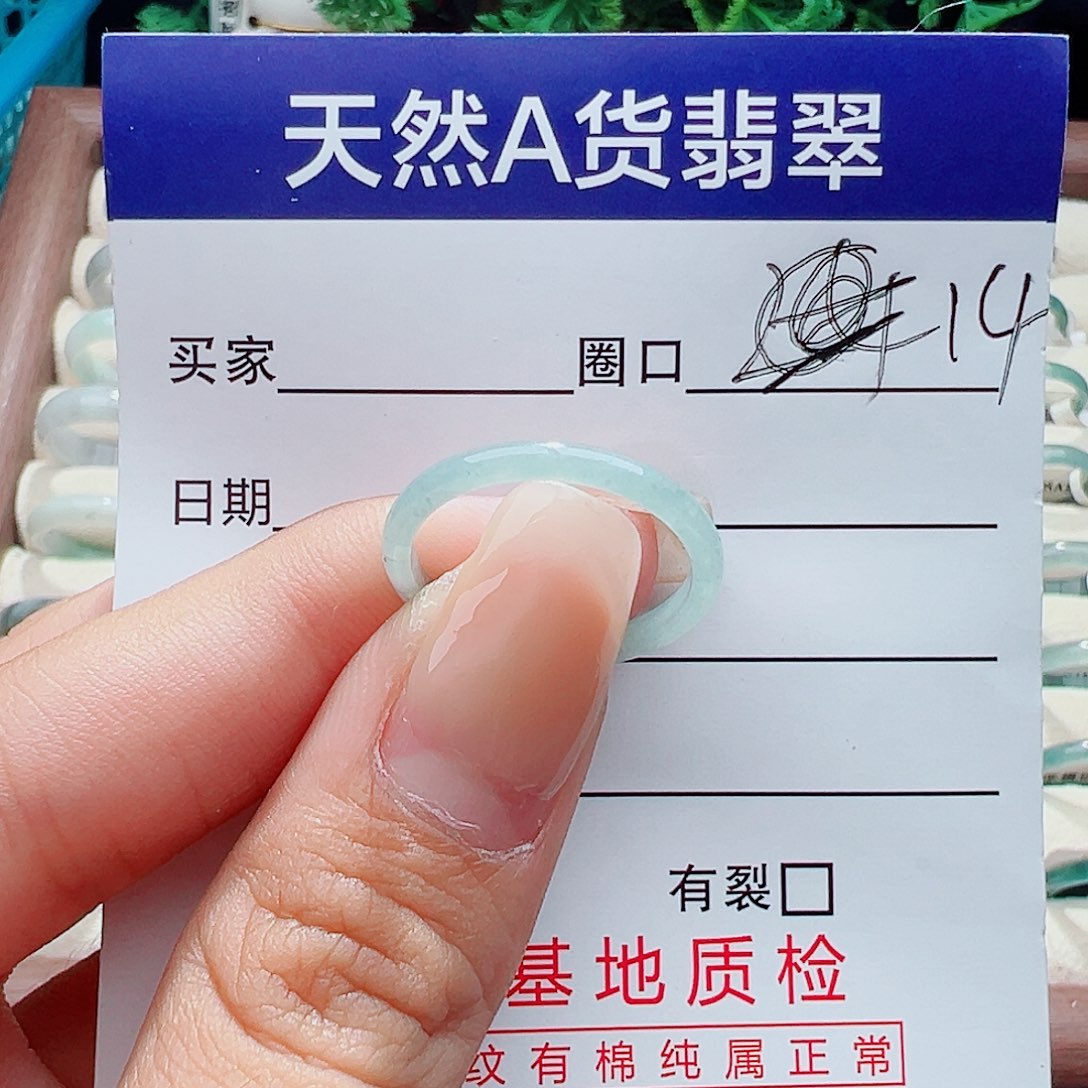 天然A货翡翠
买家 圈口 14
日期
有裂
基地质检
纹有棉纯属正常